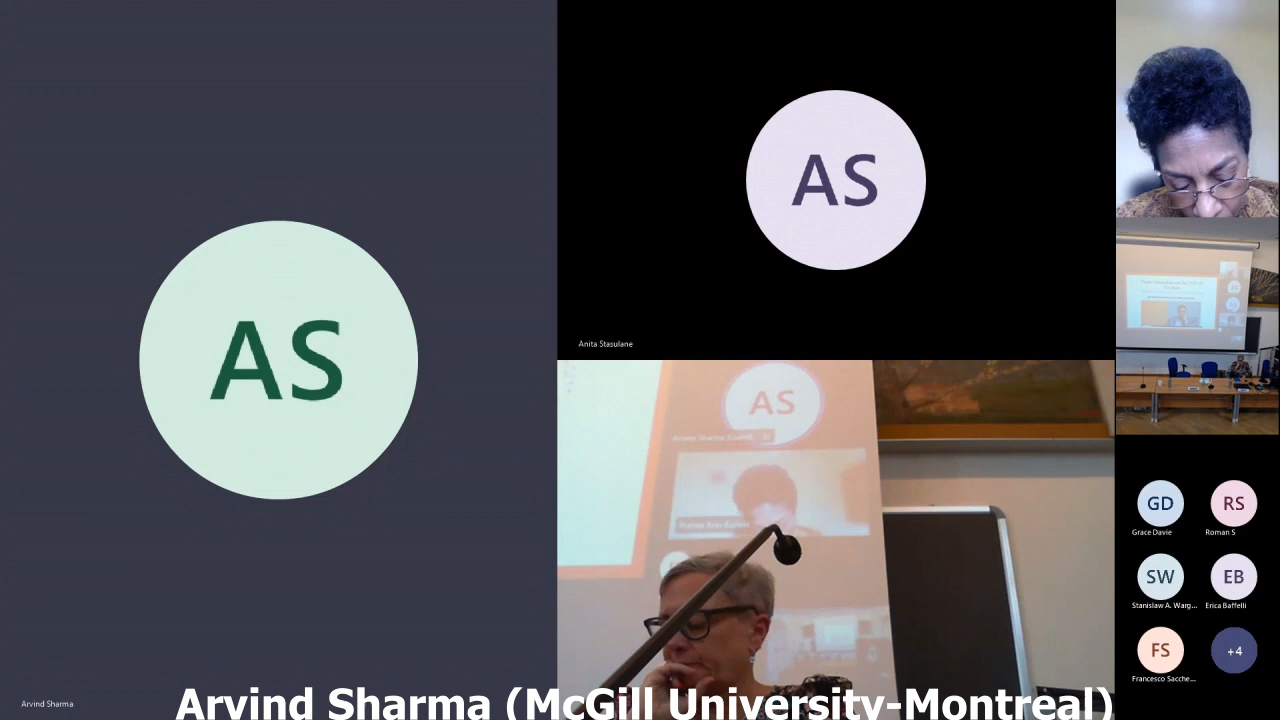 AS
Arvind Sharma
AS
Anita Stasulane
AS
GD
Grace Davie
RS
Roman S
SW
Stanislaw A. Warg...
EB
Erica Baffelli
FS
Francesco Sacche...
+4
Arvind Sharma (McGill University-Montreal)